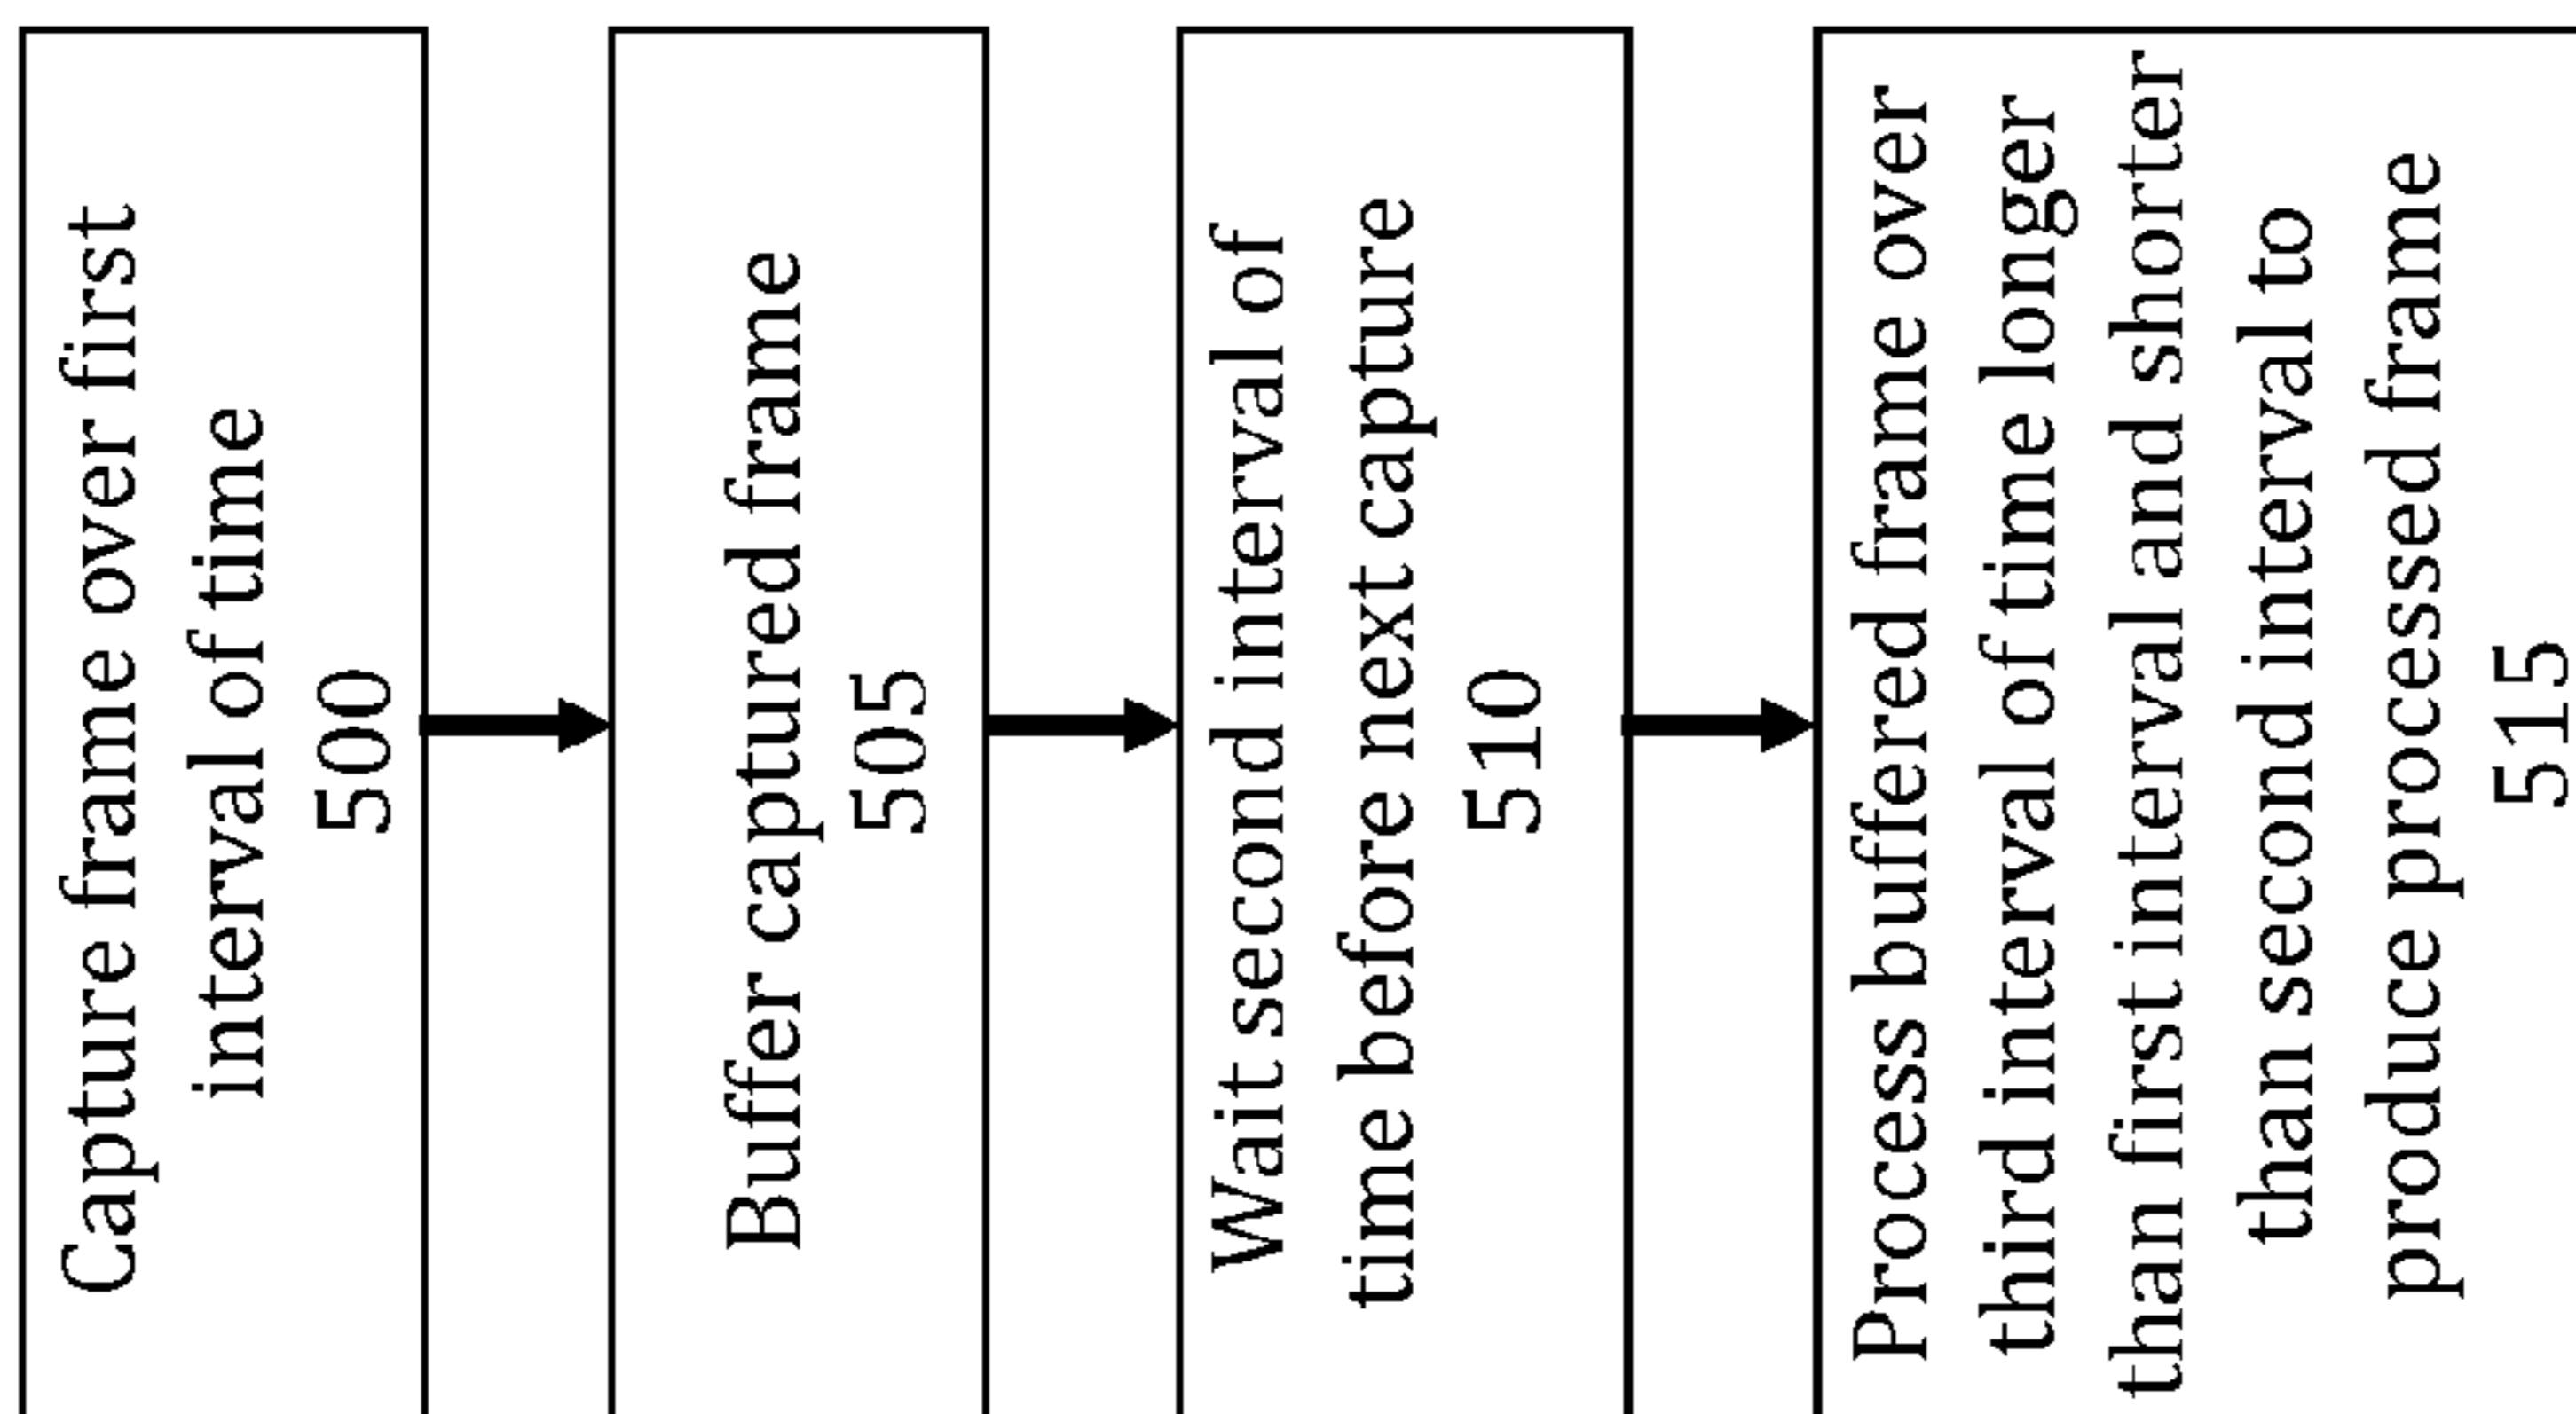 Capture frame over first
interval of time
500
Buffer captured frame
505
Wait second interval of
time before next capture
510
Process buffered frame over
third interval of time longer
than first interval and shorter
than second interval to
produce processed frame
515